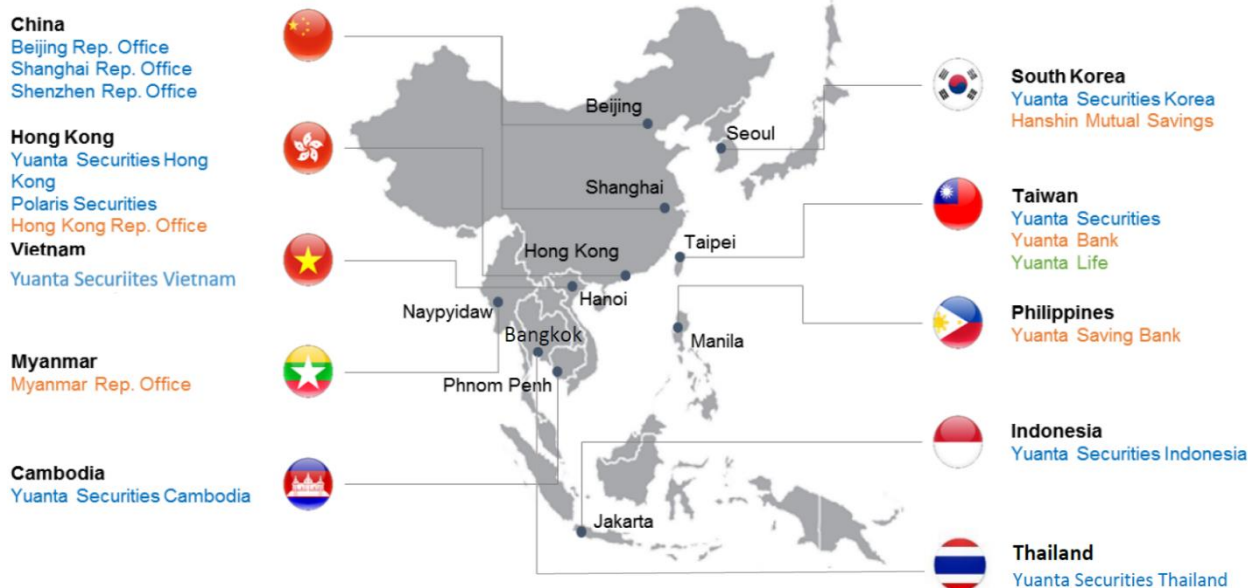 China
Beijing Rep. Office
Shanghai Rep. Office
Shenzhen Rep. Office
Hong Kong
Yuanta Securities Hong
Kong
Polaris Securities
Hong Kong Rep. Office
Vietnam
Yuanta Securiites Vietnam
Myanmar
Myanmar Rep. Office
Cambodia
Yuanta Securities Cambodia
Beijing
Seoul
Shanghai
Taipei
Hong Kong
Hanoi
Naypyidaw
Bangkok
Manila
Phnom Penh
Jakarta
South Korea
Yuanta Securities Korea
Hanshin Mutual Savings
Taiwan
Yuanta Securities
Yuanta Bank
Yuanta Life
Philippines
Yuanta Saving Bank
Indonesia
Yuanta Securities Indonesia
Thailand
Yuanta Securities Thailand